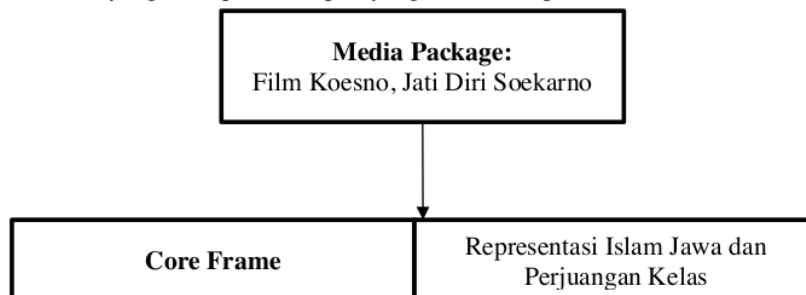 Media Package:
Film Koesno, Jati Diri Soekarno
Core Frame
Representasi Islam Jawa dan
Perjuangan Kelas